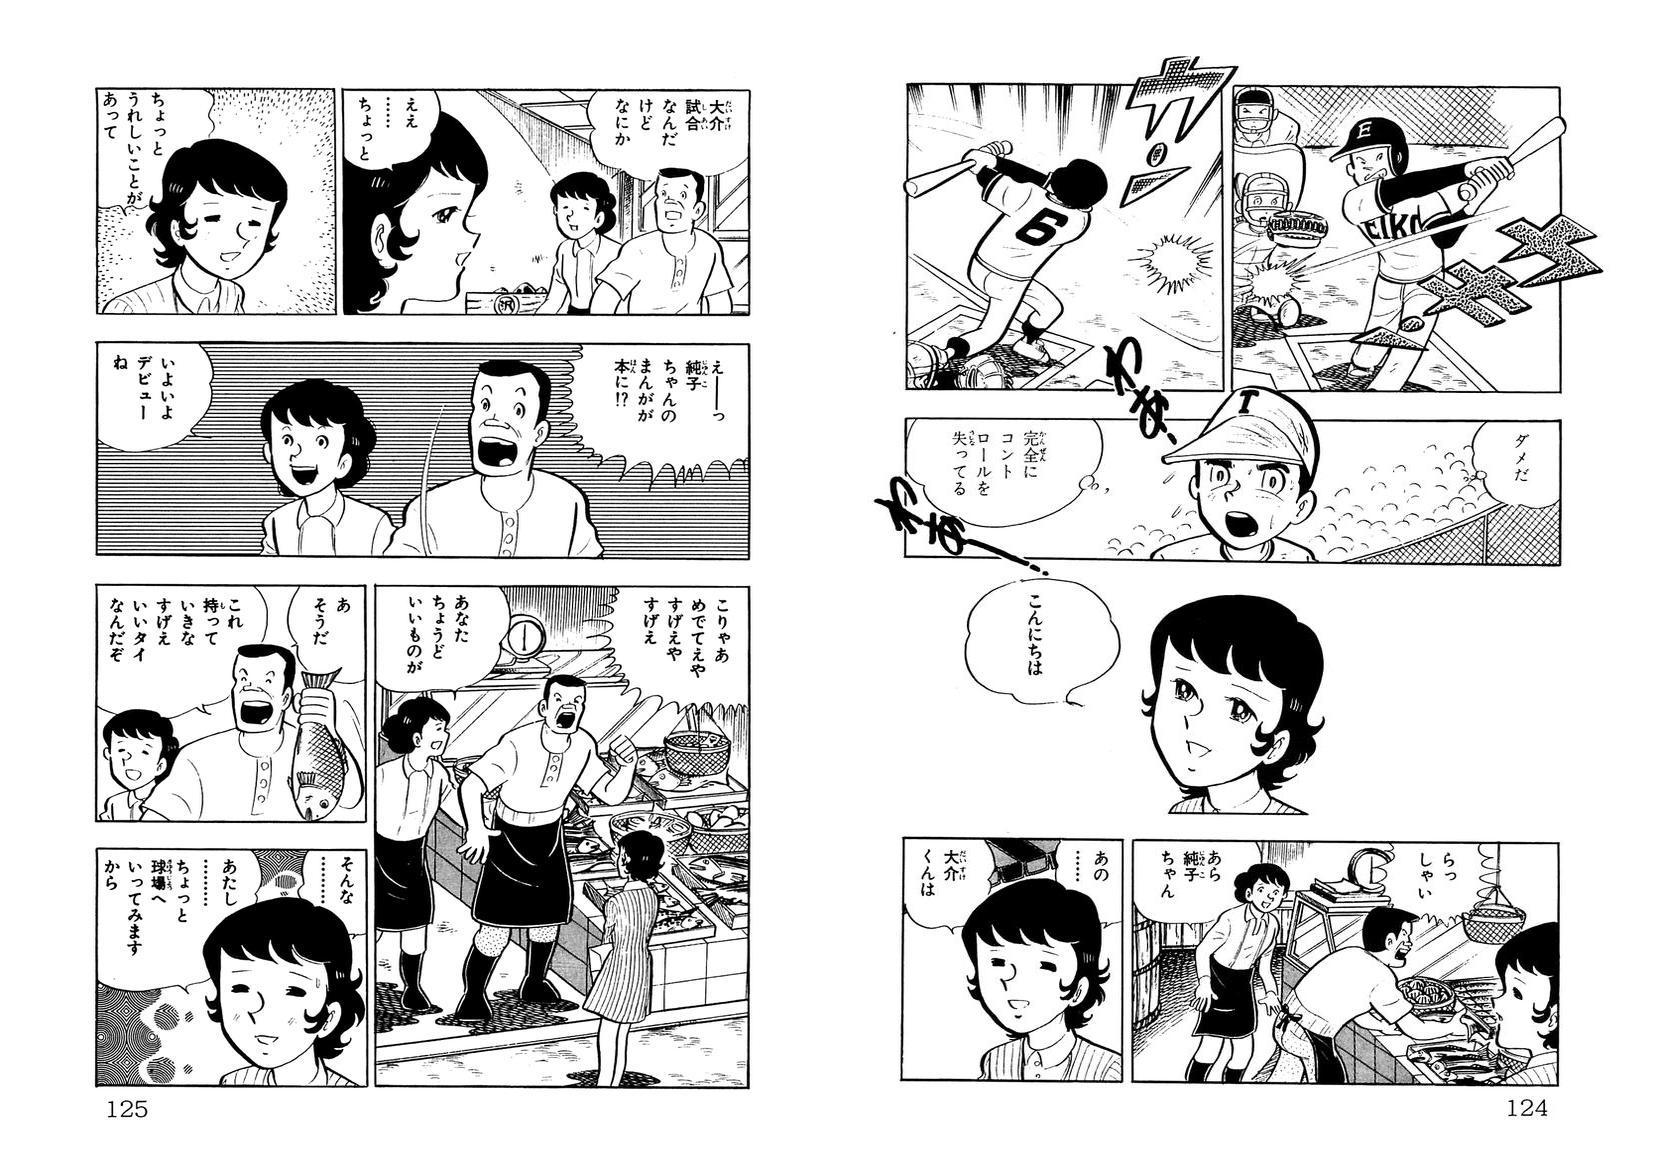 ガキーッ
EIKO
6
わあ
わあー
ダメだ
I
E
完全に
コント
ロールを
失ってる
こんにちは
らっ
しゃい
あら
純子
ちゃん
あの
……
大介
くんは
124
大介
試合
なんだ
けど
なにか
ええ
……
ちょっと
ちょっと
うれしいことが
あって
え――っ
純子
ちゃんの
まんがが
本に!?
いよいよ
デビュー
ね
こりゃあ
めでてえや
すげえや
すげえ
あなた
ちょうど
いいものが
あ
そうだ
これ
持って
いきな
すげえ
いいタイ
なんだぞ
そんな
………
あたし
………
ちょっと
球場へ
いってみます
から
125